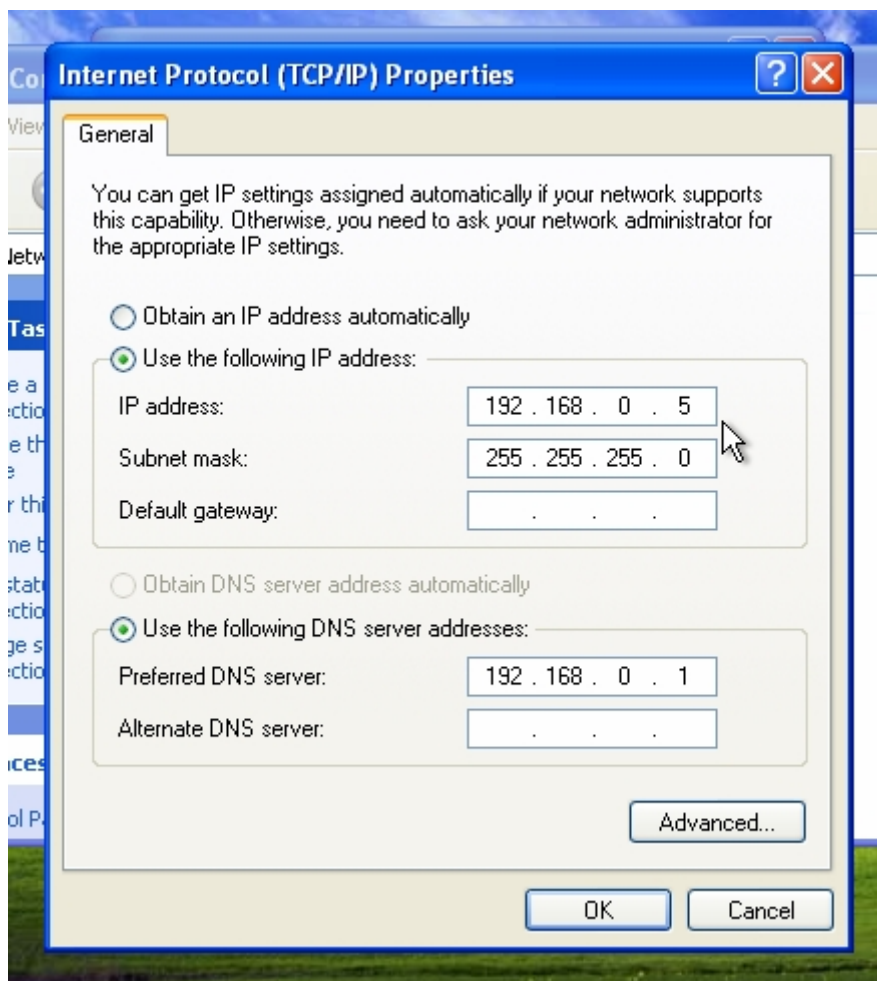 Internet Protocol (TCP/IP) Properties
General
You can get IP settings assigned automatically if your network supports
this capability. Otherwise, you need to ask your network administrator for
the appropriate IP settings.
Obtain an IP address automatically
Use the following IP address:
IP address: 192 . 168 . 0 . 5
Subnet mask: 255 . 255 . 255 . 0
Default gateway: . . .
Obtain DNS server address automatically
Use the following DNS server addresses:
Preferred DNS server: 192 . 168 . 0 . 1
Alternate DNS server: . . .
Advanced...
OK Cancel
View